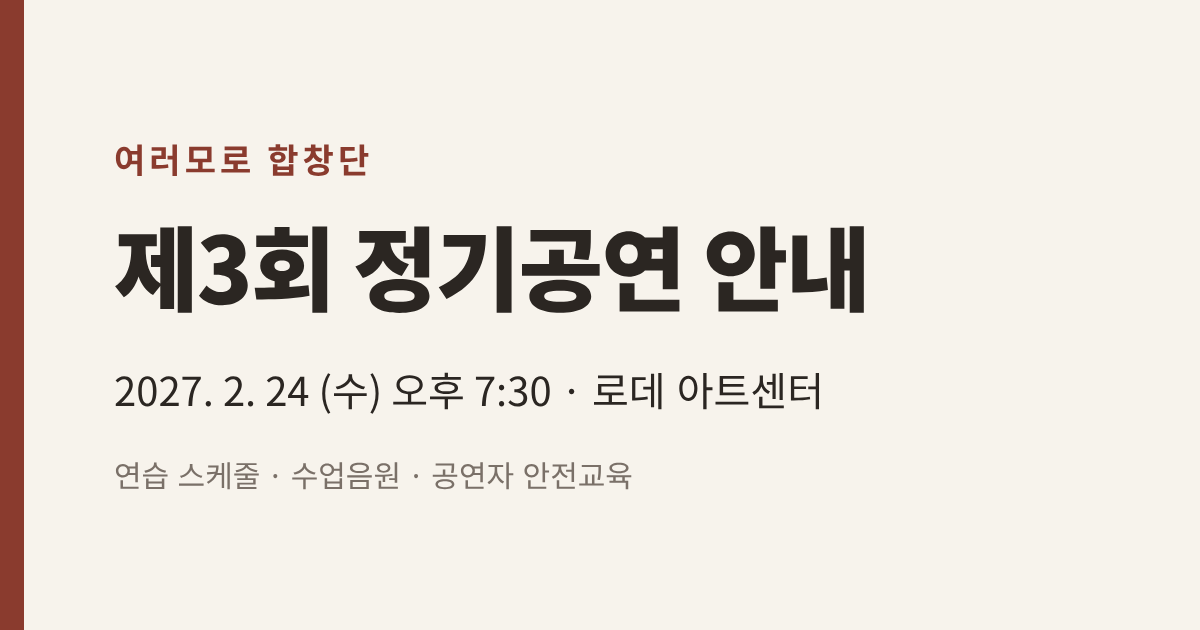 여러모로 합창단
제3회 정기공연 안내
2027. 2. 24 (수) 오후 7:30 · 로데 아트센터
연습 스케줄 · 수업음원 · 공연자 안전교육